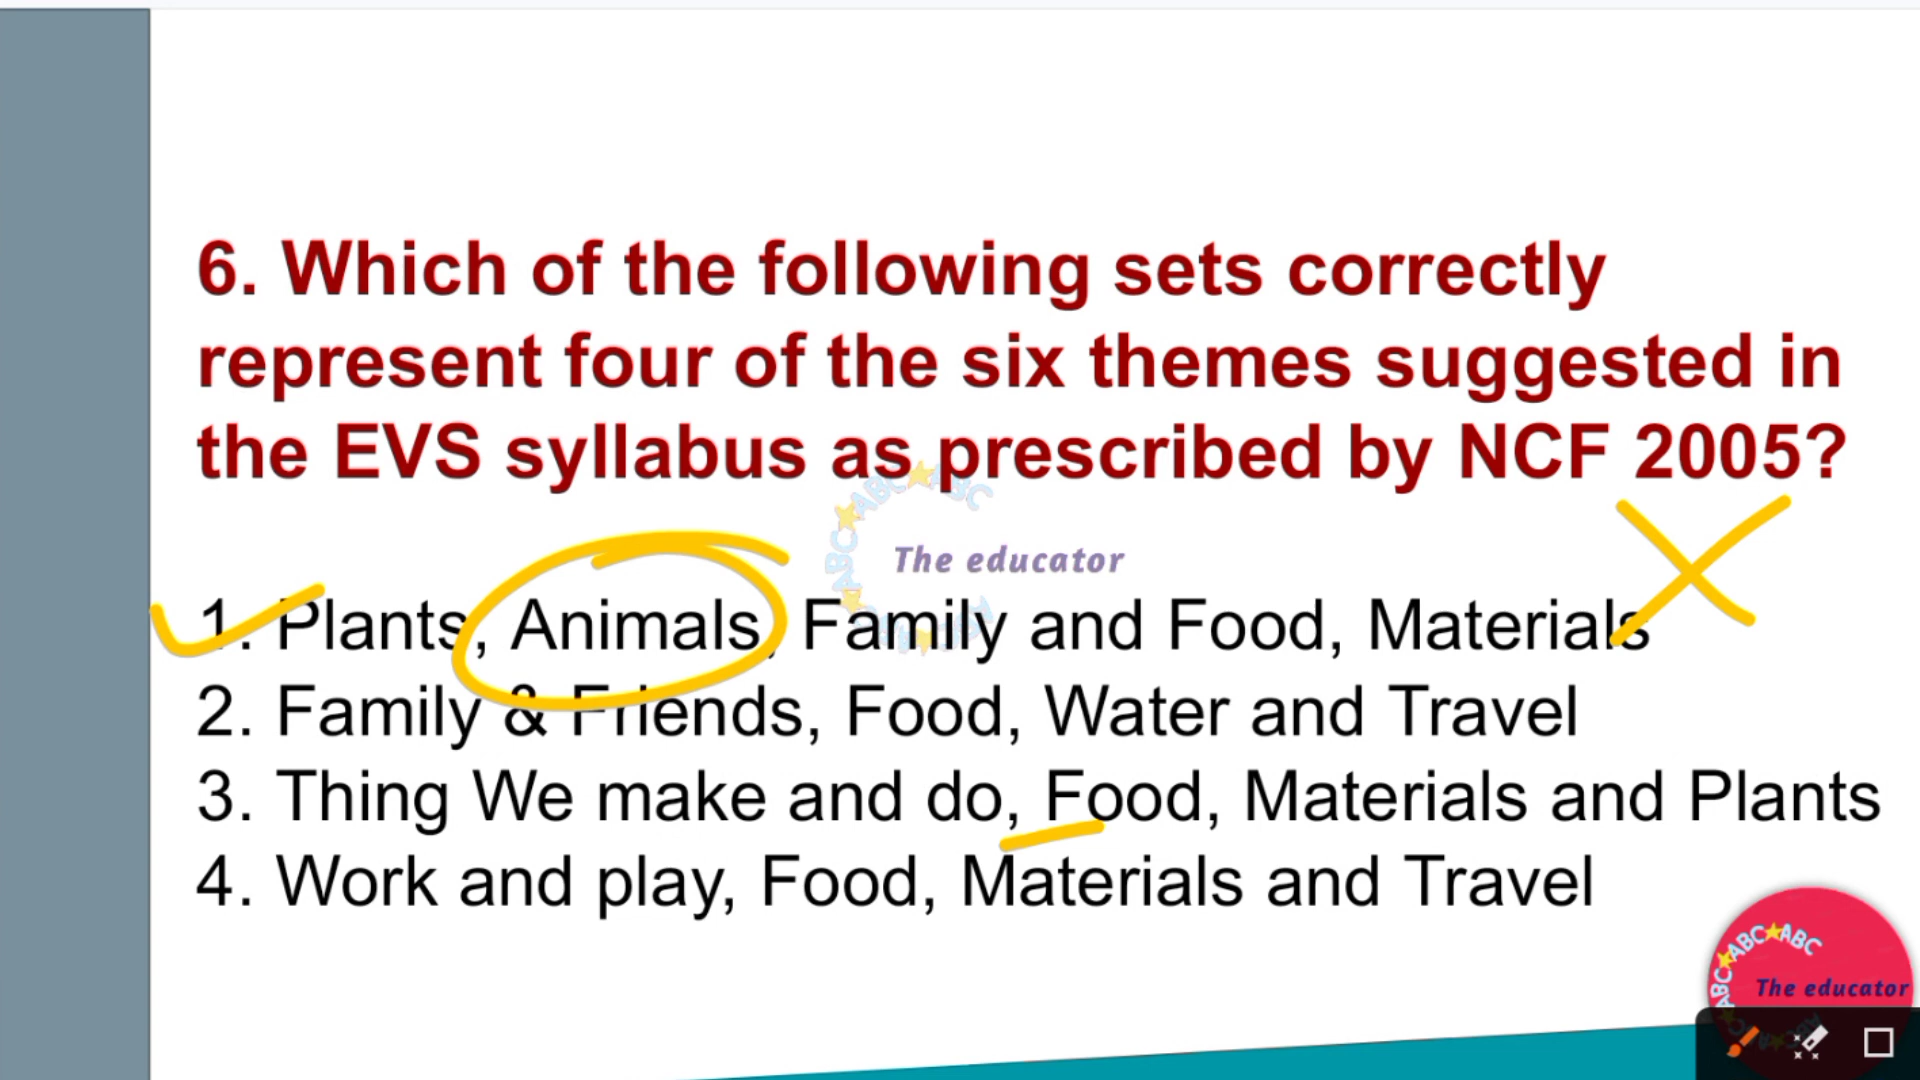 6. Which of the following sets correctly
represent four of the six themes suggested in
the EVS syllabus as prescribed by NCF 2005?
The educator
1. Plants, Animals, Family and Food, Materials
2. Family & Friends, Food, Water and Travel
3. Thing We make and do, Food, Materials and Plants
4. Work and play, Food, Materials and Travel
ABC★ABC★ABC
The educator